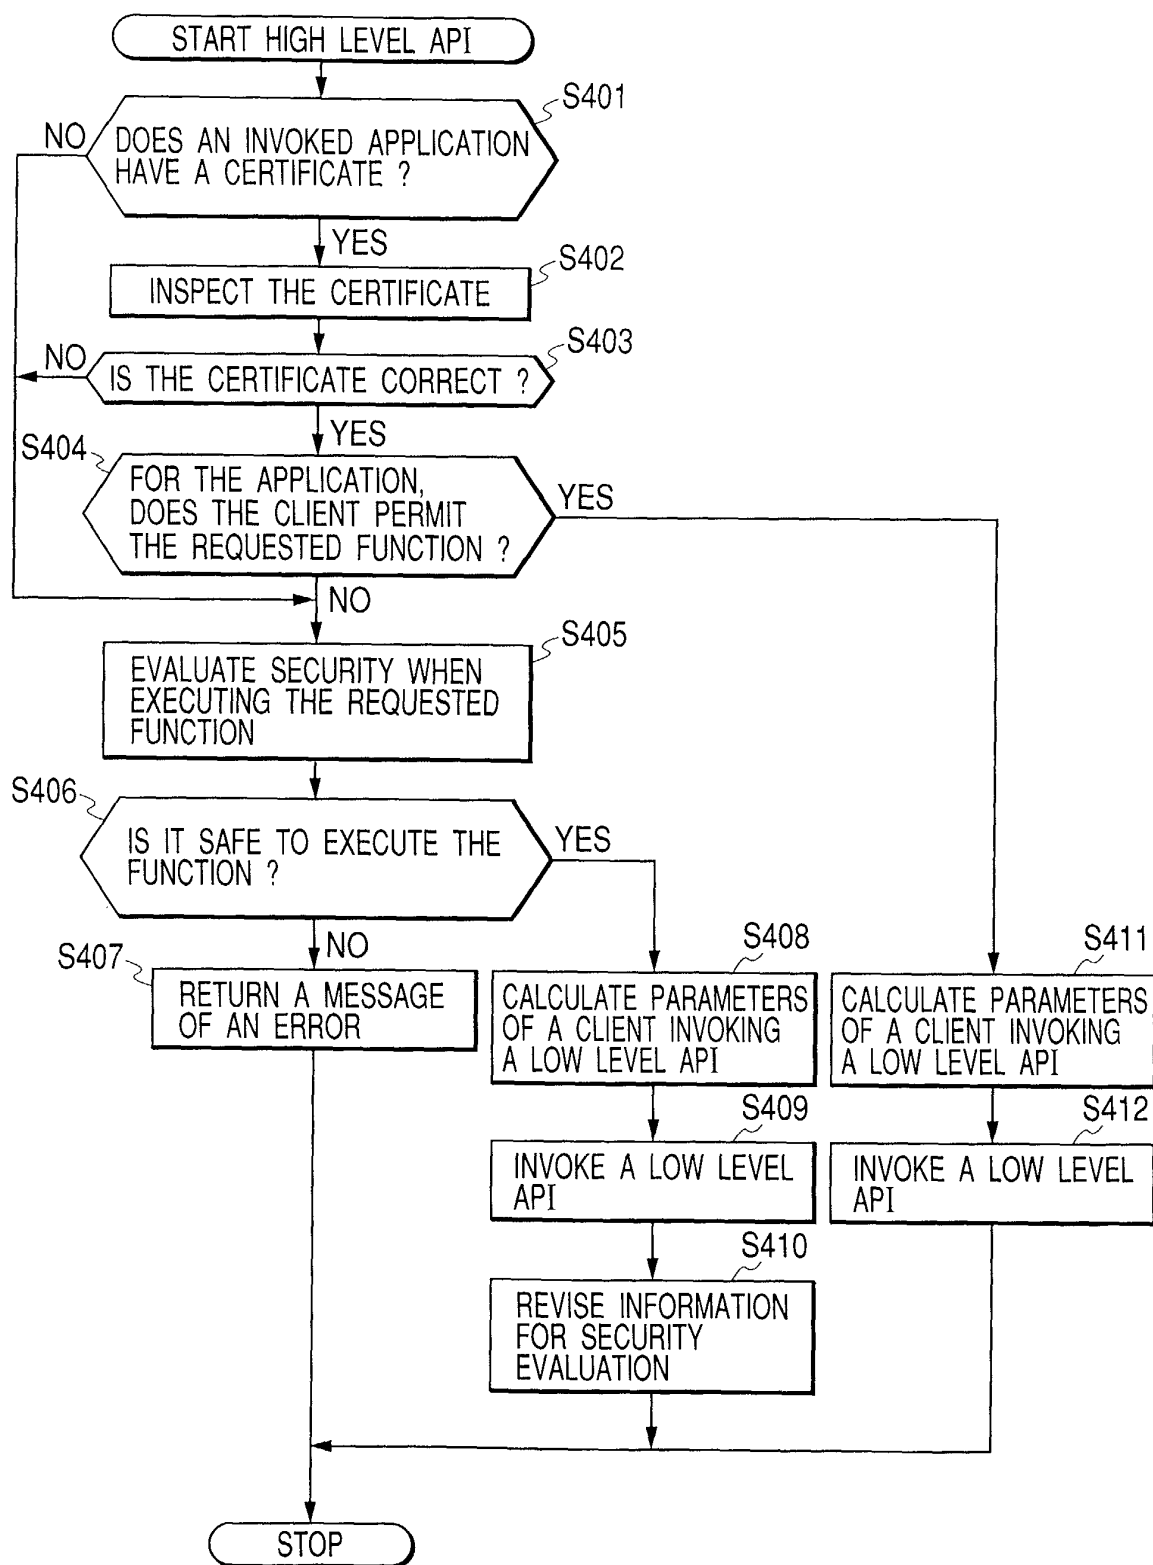 START HIGH LEVEL API
S401
NO
DOES AN INVOKED APPLICATION
HAVE A CERTIFICATE ?
YES
S402
INSPECT THE CERTIFICATE
S403
NO
IS THE CERTIFICATE CORRECT ?
YES
S404
FOR THE APPLICATION,
DOES THE CLIENT PERMIT
THE REQUESTED FUNCTION ?
YES
NO
S405
EVALUATE SECURITY WHEN
EXECUTING THE REQUESTED
FUNCTION
S406
IS IT SAFE TO EXECUTE THE
FUNCTION ?
YES
NO
S407
RETURN A MESSAGE
OF AN ERROR
S408
CALCULATE PARAMETERS
OF A CLIENT INVOKING
A LOW LEVEL API
S411
CALCULATE PARAMETERS
OF A CLIENT INVOKING
A LOW LEVEL API
S409
INVOKE A LOW LEVEL
API
S412
INVOKE A LOW LEVEL
API
S410
REVISE INFORMATION
FOR SECURITY
EVALUATION
STOP